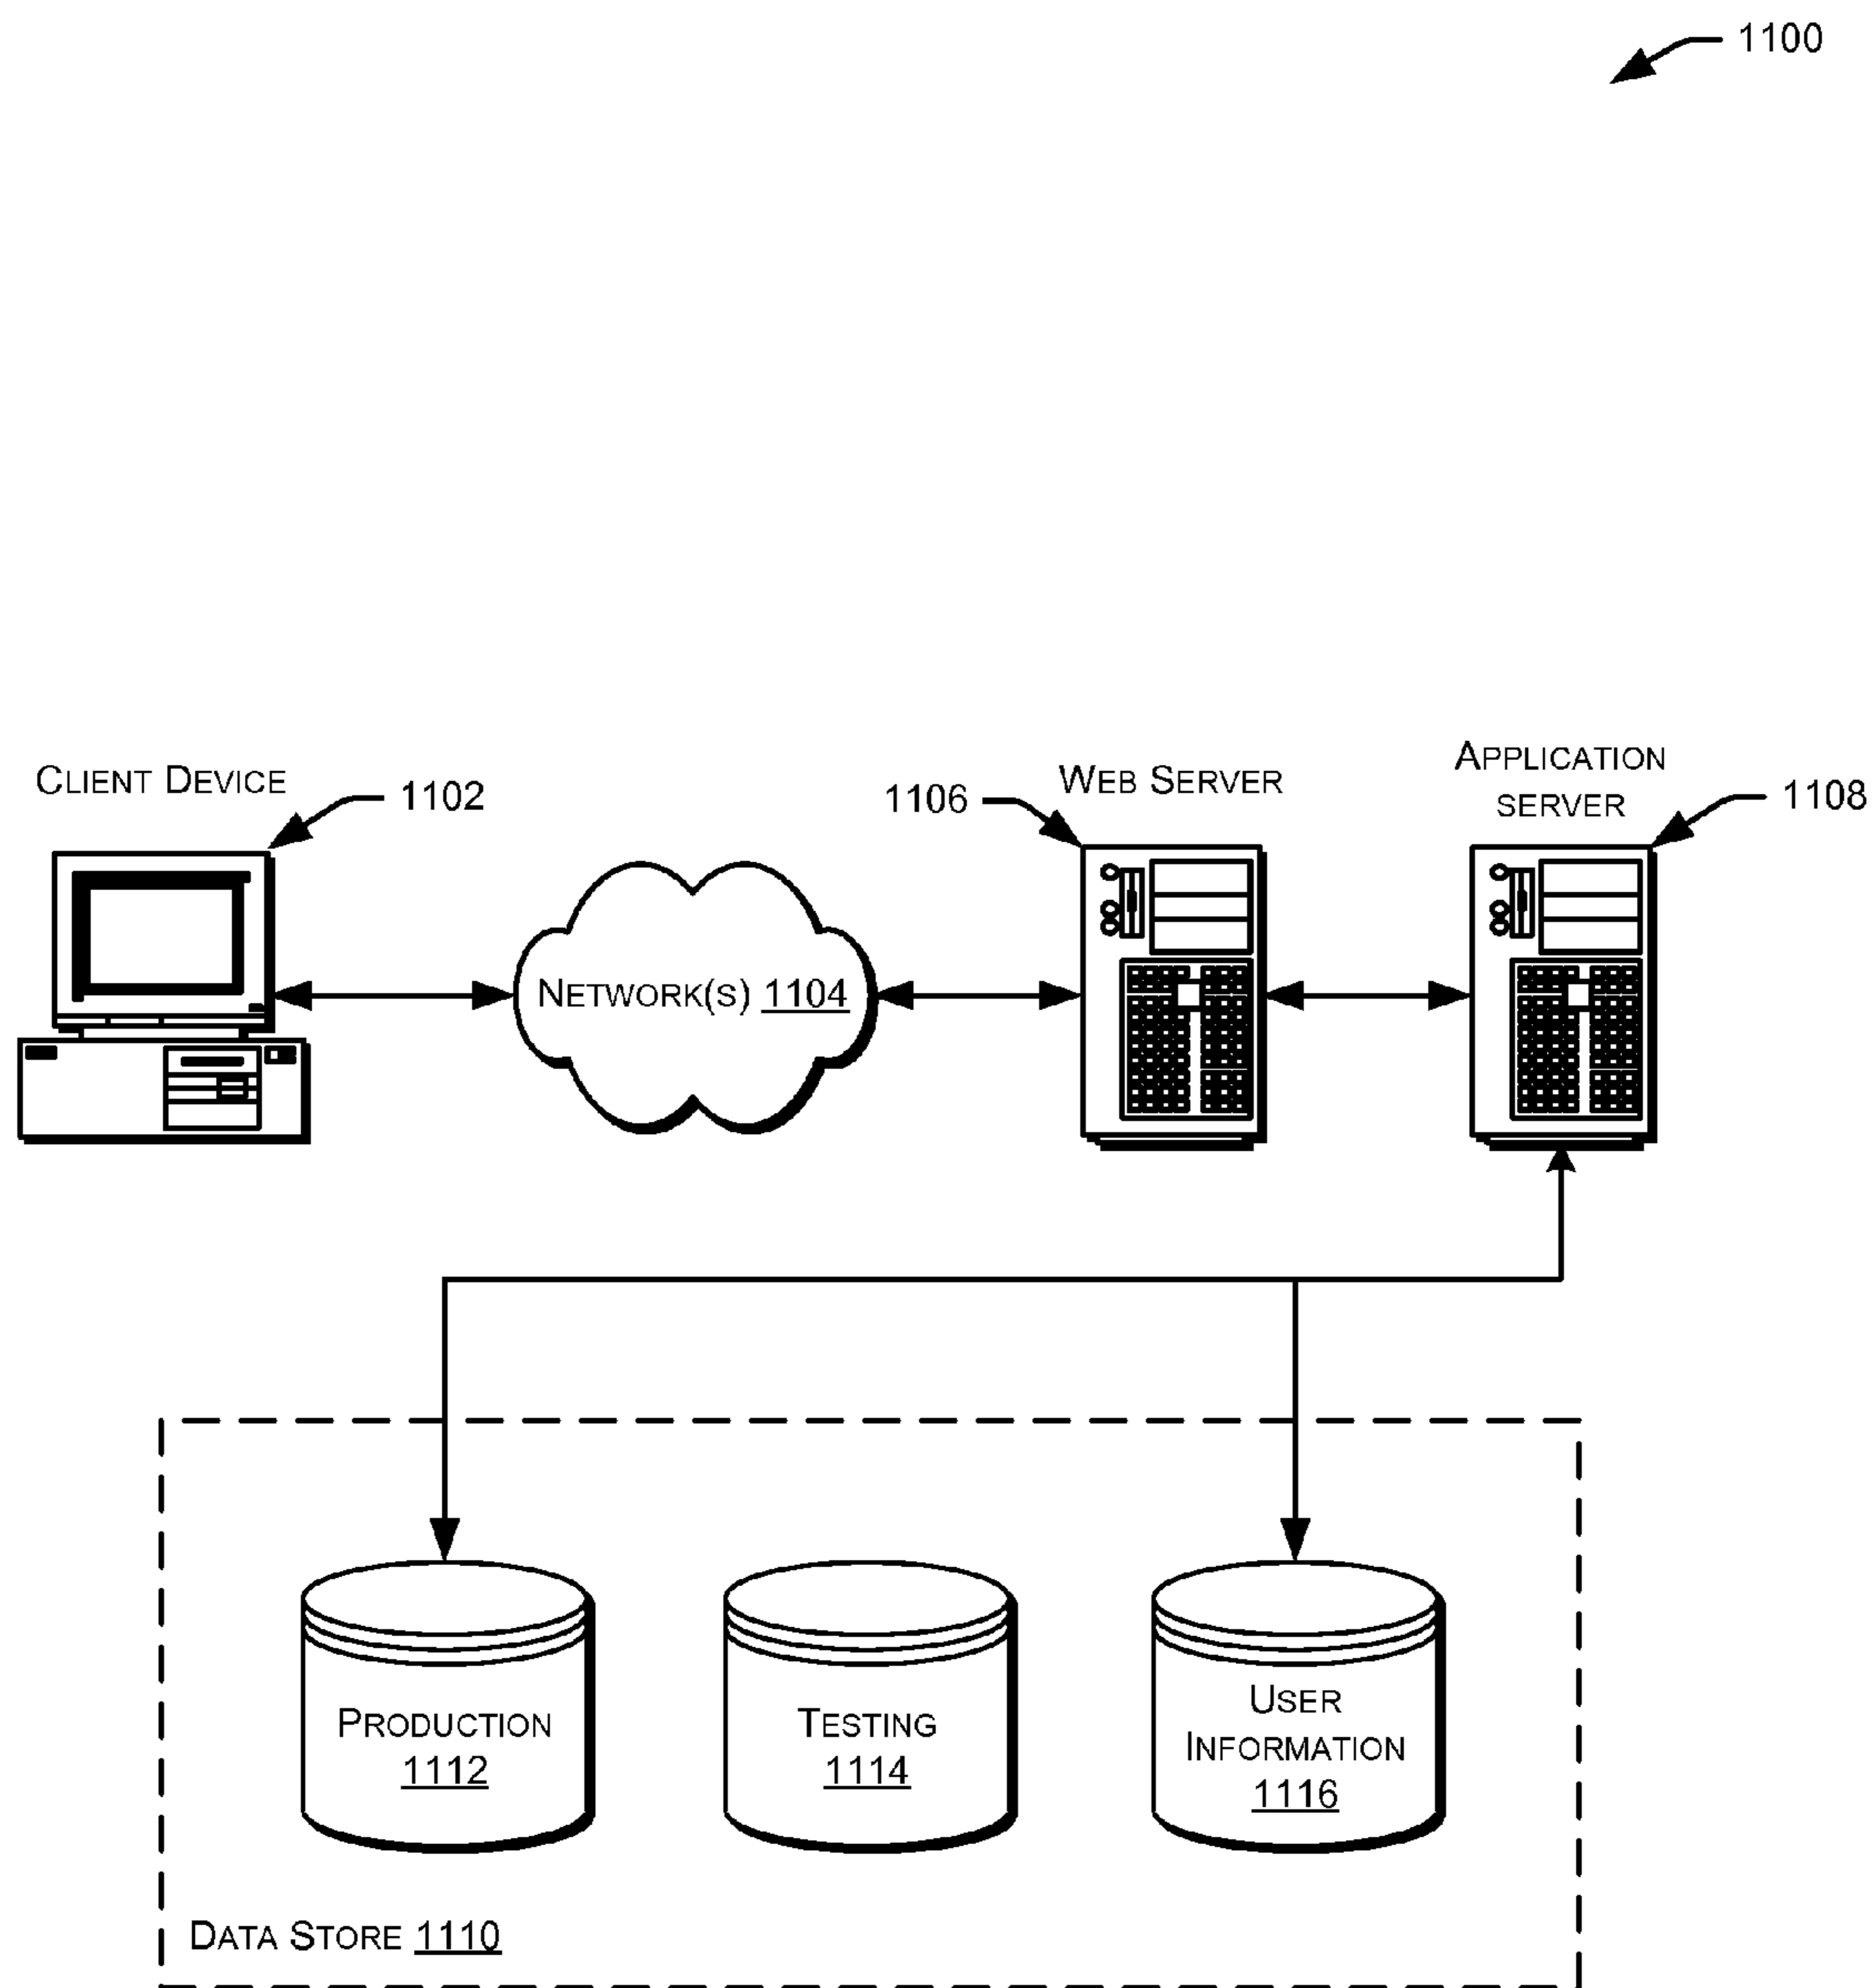 1100
CLIENT DEVICE
1102
1106
WEB SERVER
APPLICATION
SERVER
1108
NETWORK(S) 1104
PRODUCTION
1112
TESTING
1114
USER
INFORMATION
1116
DATA STORE 1110